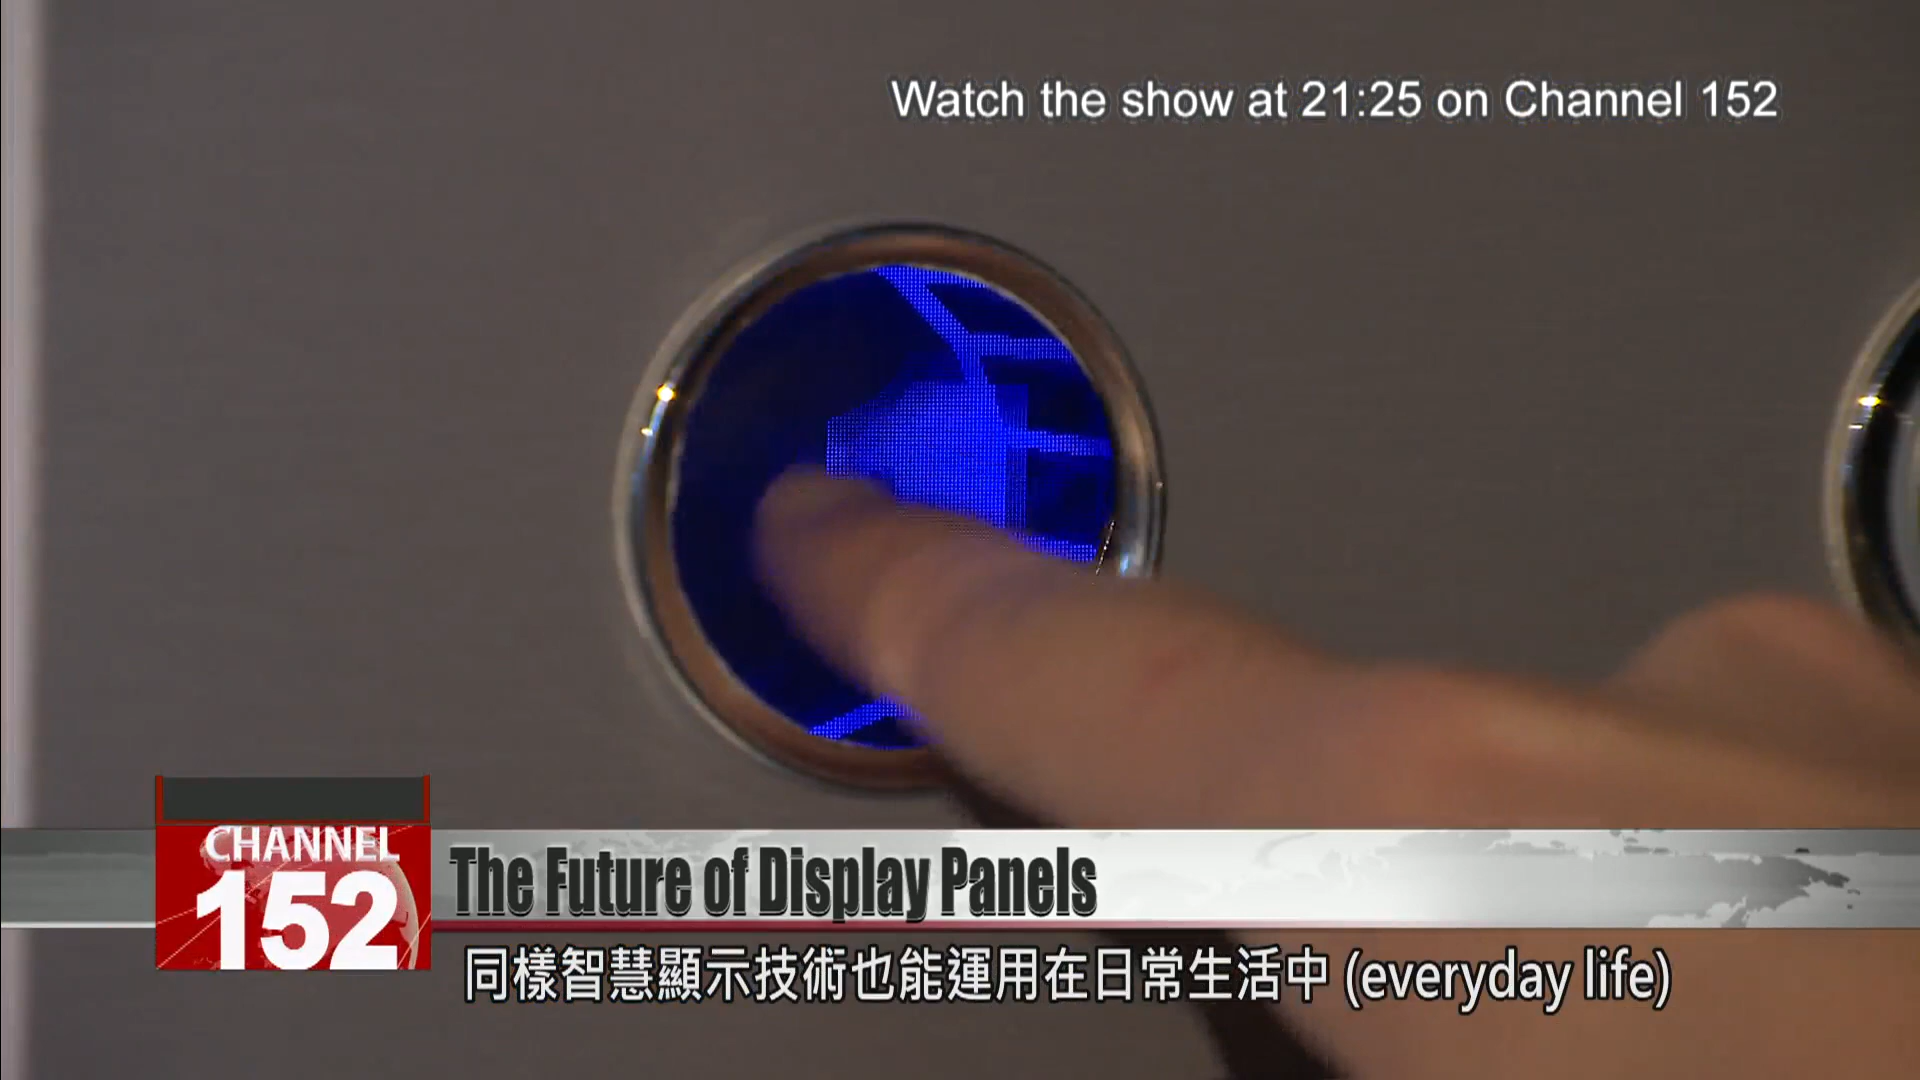 Watch the show at 21:25 on Channel 152
CHANNEL
152
The Future of Display Panels
同樣智慧顯示技術也能運用在日常生活中 (everyday life)